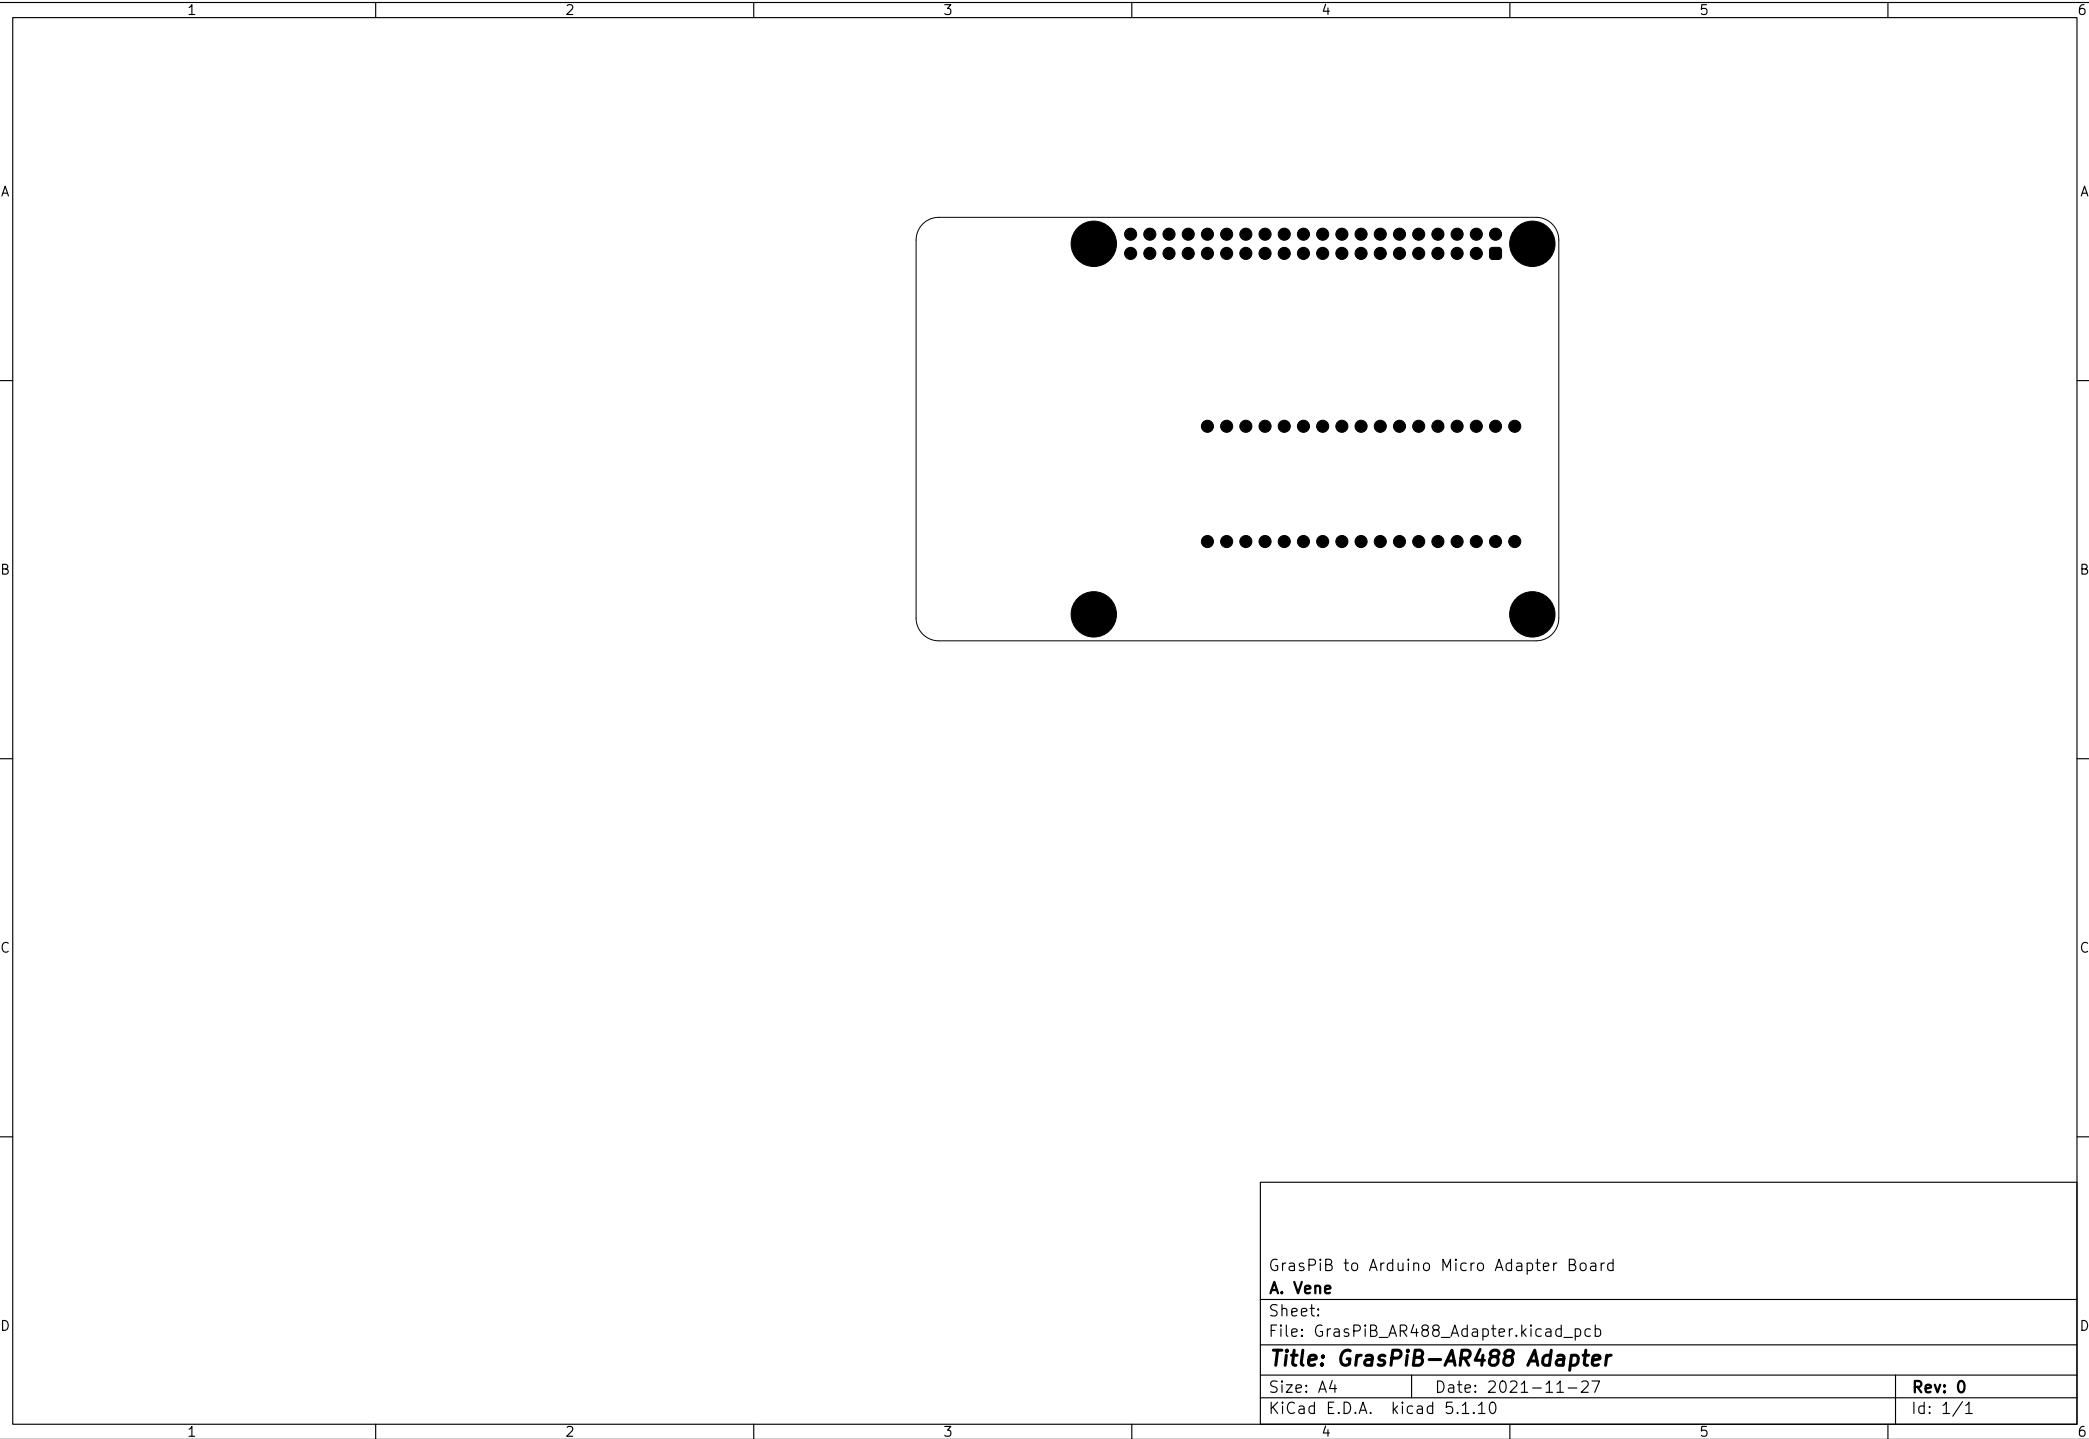 1 2 3 4 5 6
A A
B B
C C
GrasPiB to Arduino Micro Adapter Board
A. Vene
Sheet:
D D
File: GrasPiB_AR488_Adapter.kicad_pcb
Title: GrasPiB-AR488 Adapter
Size: A4 Date: 2021-11-27 Rev: 0
KiCad E.D.A. kicad 5.1.10 Id: 1/1
1 2 3 4 5 6